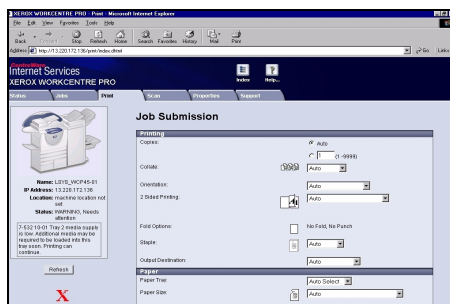 XEROX WORKCENTRE PRO - Print - Microsoft Internet Explorer
File Edit View Favorites Tools Help
Back Stop Refresh Home Search Favorites History Mail Print
Address http://13.220.172.136/print/index.dhtml Go Links
CentreWare
Internet Services
XEROX WORKCENTRE PRO
Index Help...
Status Jobs Print Scan Properties Support
Job Submission
Printing
Copies: Auto
1 (1 -9999)
Collate: Auto
Orientation: Auto
2 Sided Printing: Auto
Fold Options: No Fold, No Punch
Staple: Auto
Output Destination: Auto
Paper
Paper Tray: Auto Select
Paper Size: Auto
Name: LSYS_WCP45-01
IP Address: 13.220.172.136
Location: machine location not
set
Status: WARNING, Needs
attention
7-532 10-01 Tray 2 media supply
is low. Additional media may be
required to be loaded into this
tray soon. Printing can
continue.
Refresh
X